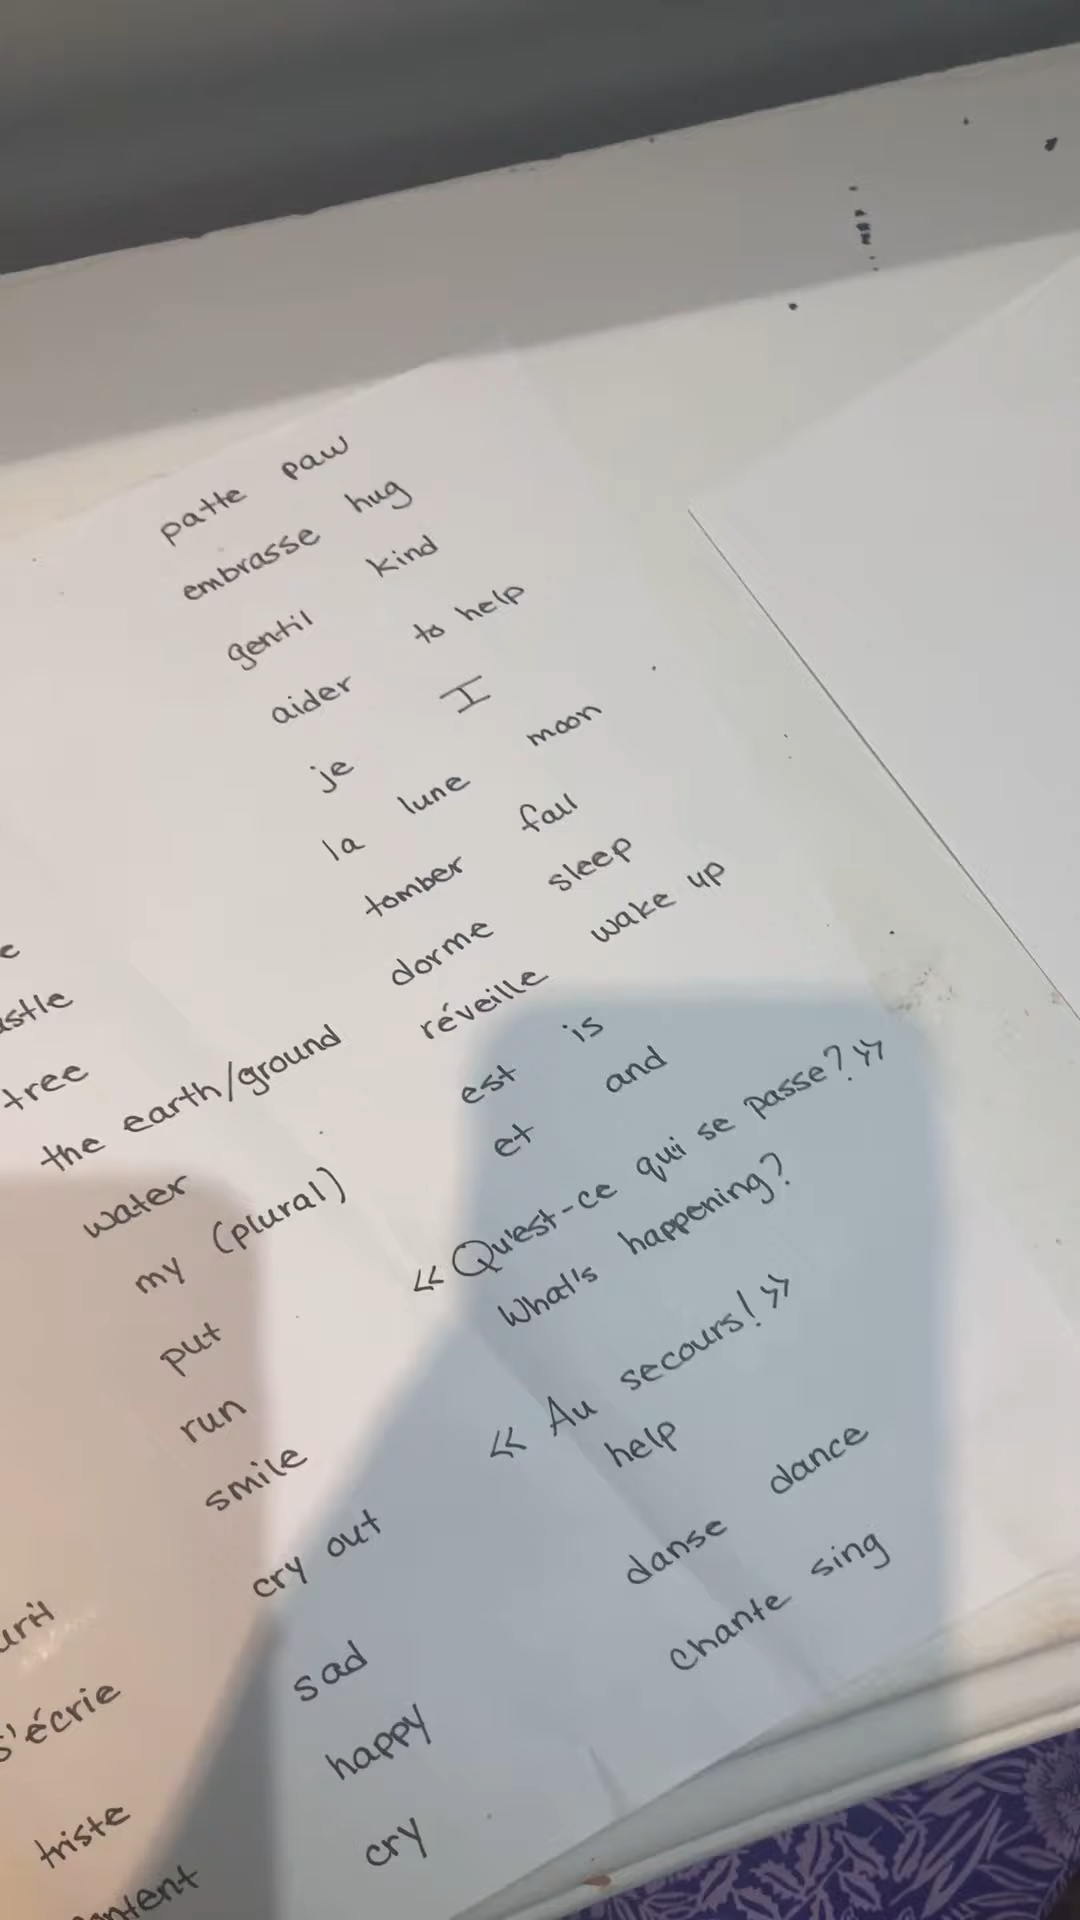 tree
the earth/ground
water
my (plural)
put
run
smile
s'écrie cry out
triste sad
happy
cry
patte paw
embrasse hug
gentil kind
aider to help
je I
la lune moon
tomber fall
dorme sleep
réveille wake up
est is
et and
« Qu'est-ce qui se passe? »
What's happening?
« Au secours! »
help
danse dance
chante sing